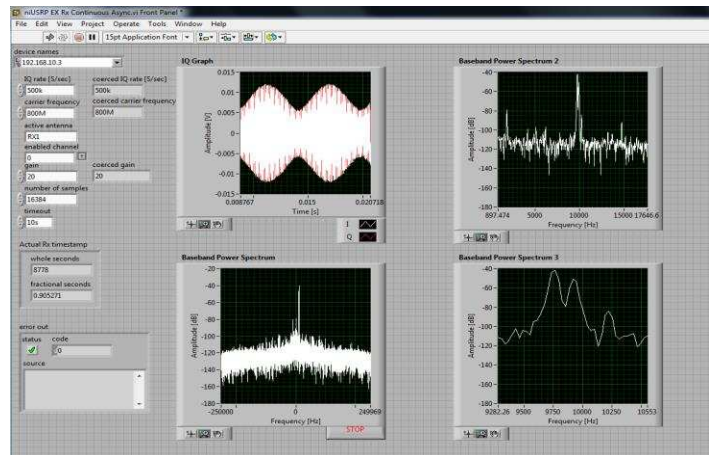 niUSRP EX Rx Continuous Async.vi Front Panel *
File Edit View Project Operate Tools Window Help
15pt Application Font
device names
192.168.10.3
IQ rate [S/sec] coerced IQ rate [S/sec]
500k 500k
carrier frequency coerced carrier frequency
800M 800M
active antenna
RX1
enabled channel
0
gain coerced gain
20 20
number of samples
16384
timeout
10s
Actual Rx timestamp
whole seconds
8778
fractional seconds
0.905271
error out
status code
0
source
IQ Graph
0.015
0.01
0.005
0
-0.005
-0.01
-0.015
Amplitude [V]
0.008767 0.015 0.020718
Time [s]
I
Q
Baseband Power Spectrum 2
-40
-60
-80
-100
-120
-140
-160
-180
Amplitude [dB]
897.474 5000 10000 15000 17646.6
Frequency [Hz]
Baseband Power Spectrum
-20
-40
-60
-80
-100
-120
-140
-160
-180
Amplitude [dB]
-250000 0 249969
Frequency [Hz]
STOP
Baseband Power Spectrum 3
-40
-60
-80
-100
-120
-140
-160
-180
Amplitude [dB]
9282.26 9500 9750 10000 10250 10553
Frequency [Hz]